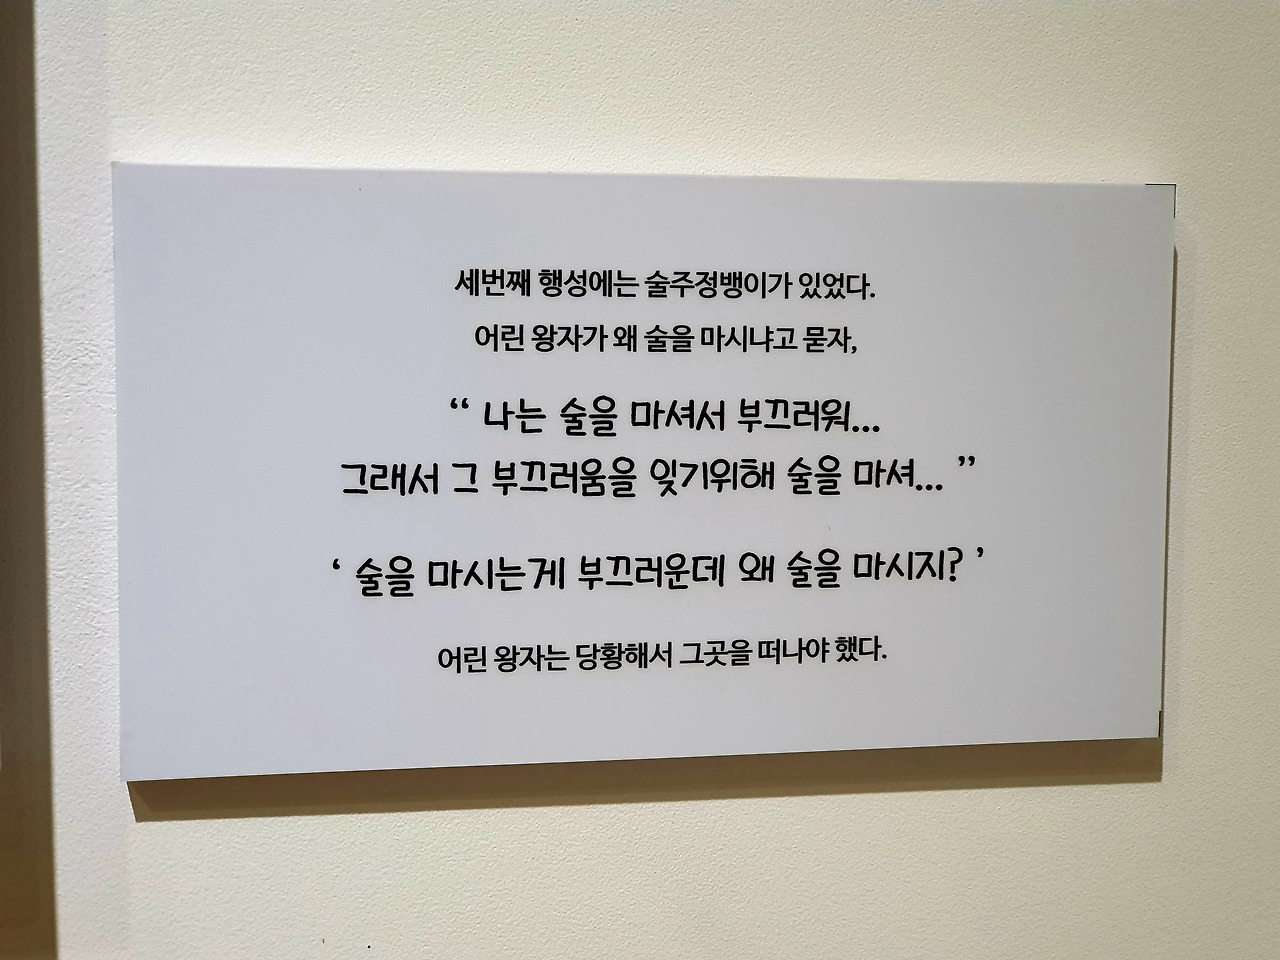 세번째 행성에는 술주정뱅이가 있었다.
어린 왕자가 왜 술을 마시냐고 묻자,
“ 나는 술을 마셔서 부끄러워...
그래서 그 부끄러움을 잊기위해 술을 마셔... ”
‘ 술을 마시는게 부끄러운데 왜 술을 마시지? ’
어린 왕자는 당황해서 그곳을 떠나야 했다.